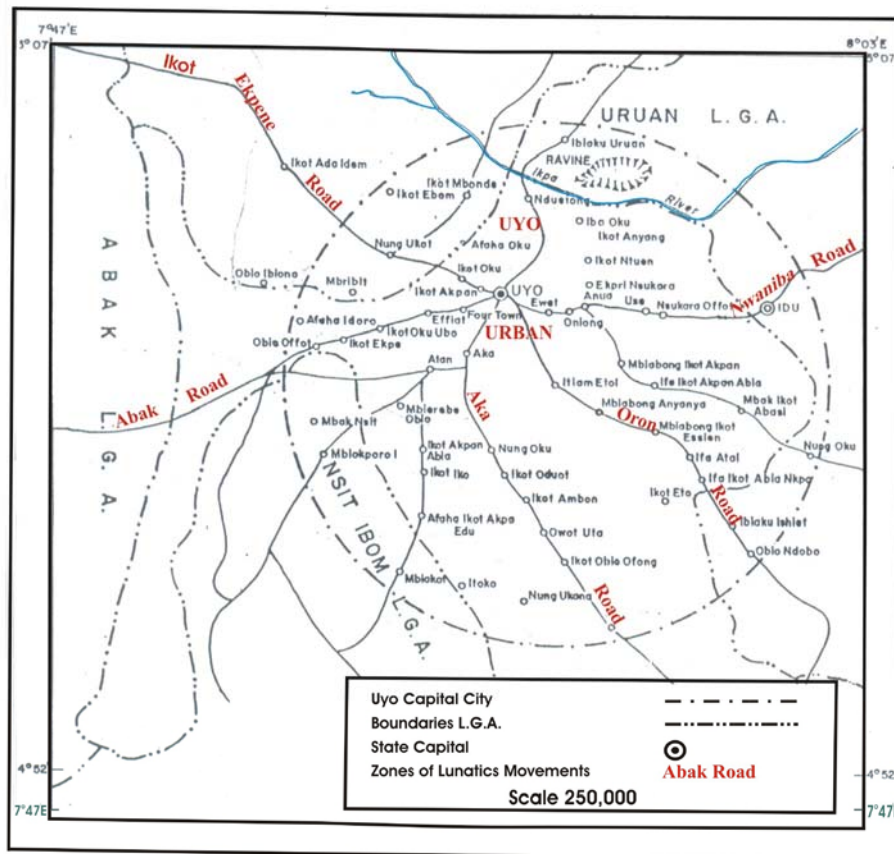 7°47'E
8°03'E
5°07
5°07
Ikot
Ekpene
Road
URUAN L.G.A.
Ibiaku Uruan
RAVINE
Ikpa
River
Ikot Ada Idem
Ikot Mbonde
Ikot Ebom
Ndueiong
UYO
Iba Oku
Ikot Anyang
Nung Ukot
Afaha Oku
Ikot Ntuen
Nwaniba Road
Ikot Oku
Obio Ibiono
Mbribit
Ikot Akpan
UYO
Ekpri Nsukara
Anua
Use
Nsukara Offot
IDU
Ewet
Oniong
Four Town
Effiat
URBAN
Afaha Idoro
Ikot Oku Ubo
Ikot Ekpe
Obio Offot
Aka
Atan
Mbiabong Ikot Akpan
Ifa Ikot Akpan Abia
Itiam Etoi
Mbak Ikot
Abasi
Abak Road
Aka
Mbierebe
Obio
Mbiabong Anyanya
Oron
Mbiabong Ikot
Essien
Mbak Nsit
Mbiokporo I
Ikot Akpan
Abia
Nung Oku
Nung Oku
Ifa Atai
Ikot Iko
Ikot Oduot
Ifa Ikot Abia Nkpa
Ikot Eto
Ikot Ambon
Road
Afaha Ikot Akpa
Edu
Ibiaku Ishiet
Owot Uta
Obio Ndobo
Ikot Obio Ofong
Mbiokot
Itoko
Nung Ukana
Road
ABAK L.G.A.
NSIT IBOM
L.G.A.
Uyo Capital City
Boundaries L.G.A.
State Capital
Zones of Lunatics Movements
Abak Road
Scale 250,000
4°52
4°52
7°47E
7°47E